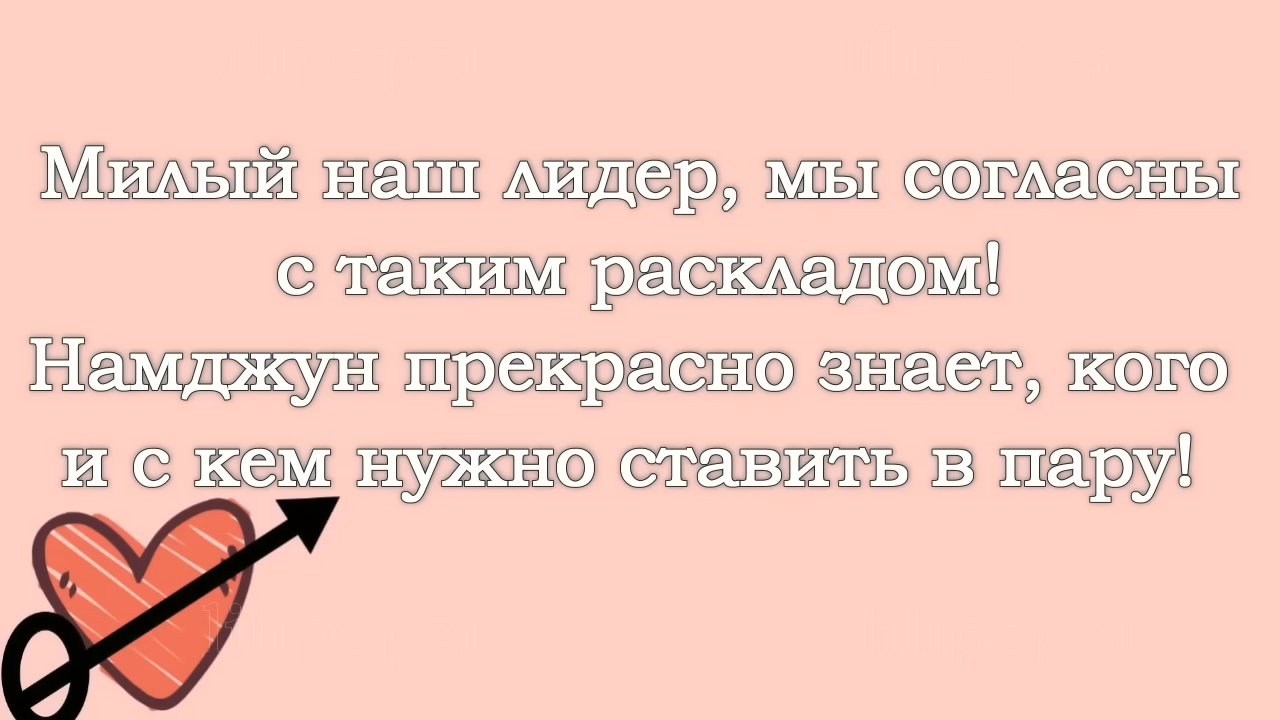 Милый наш лидер, мы согласны
с таким раскладом!
Намджун прекрасно знает, кого
и с кем нужно ставить в пару!